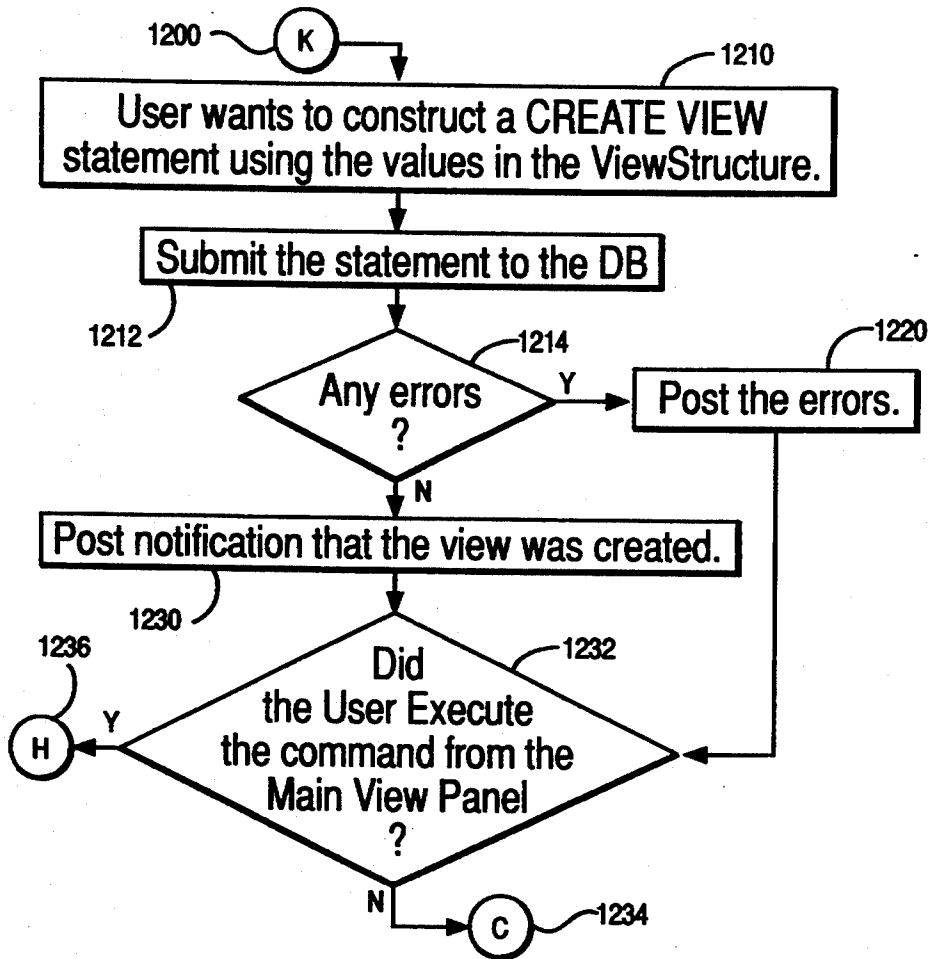 1200
K
1210
User wants to construct a CREATE VIEW
statement using the values in the ViewStructure.
Submit the statement to the DB
1212
1214
1220
Any errors
?
Y
Post the errors.
N
Post notification that the view was created.
1230
1236
1232
Did
the User Execute
the command from the
Main View Panel
?
Y
H
N
C
1234